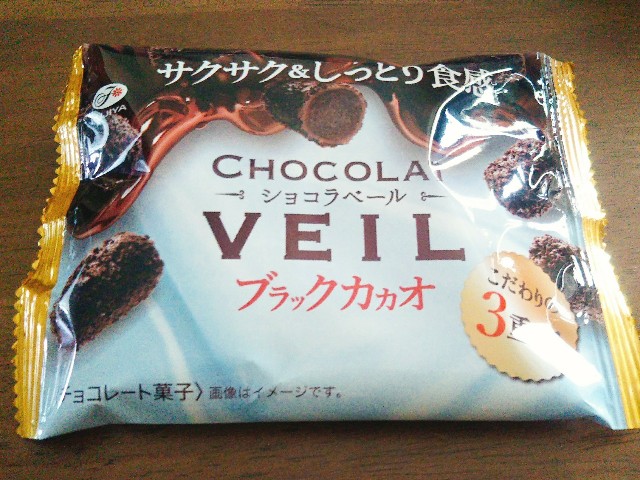 サクサク&しっとり食感
CHOCOLAT
ショコラベール
VEIL
ブラックカカオ
こだわりの
3重
チョコレート菓子〉画像はイメージです。